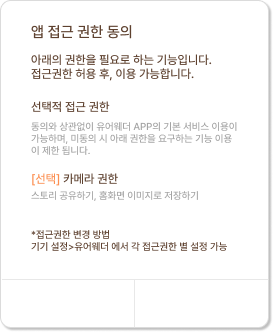 앱 접근 권한 동의
아래의 권한을 필요로 하는 기능입니다.
접근권한 허용 후, 이용 가능합니다.
선택적 접근 권한
동의와 상관없이 유어웨더 APP의 기본 서비스 이용이
가능하며, 미동의 시 아래 권한을 요구하는 기능 이용
이 제한 됩니다.
[선택] 카메라 권한
스토리 공유하기, 홈화면 이미지로 저장하기
*접근권한 변경 방법
기기 설정>유어웨더 에서 각 접근권한 별 설정 가능